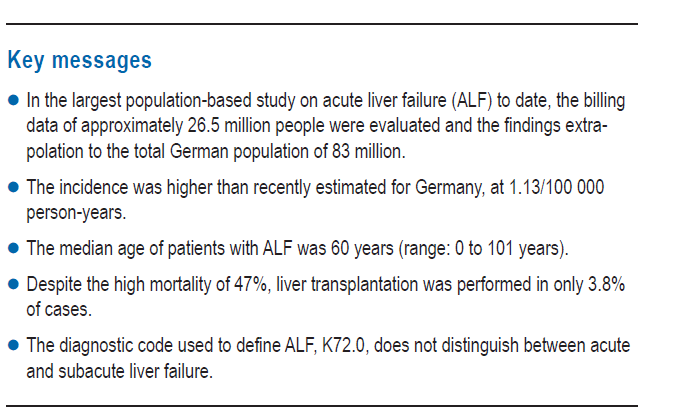 Key messages
● In the largest population-based study on acute liver failure (ALF) to date, the billing
data of approximately 26.5 million people were evaluated and the findings extra-
polation to the total German population of 83 million.
● The incidence was higher than recently estimated for Germany, at 1.13/100 000
person-years.
● The median age of patients with ALF was 60 years (range: 0 to 101 years).
● Despite the high mortality of 47%, liver transplantation was performed in only 3.8%
of cases.
● The diagnostic code used to define ALF, K72.0, does not distinguish between acute
and subacute liver failure.